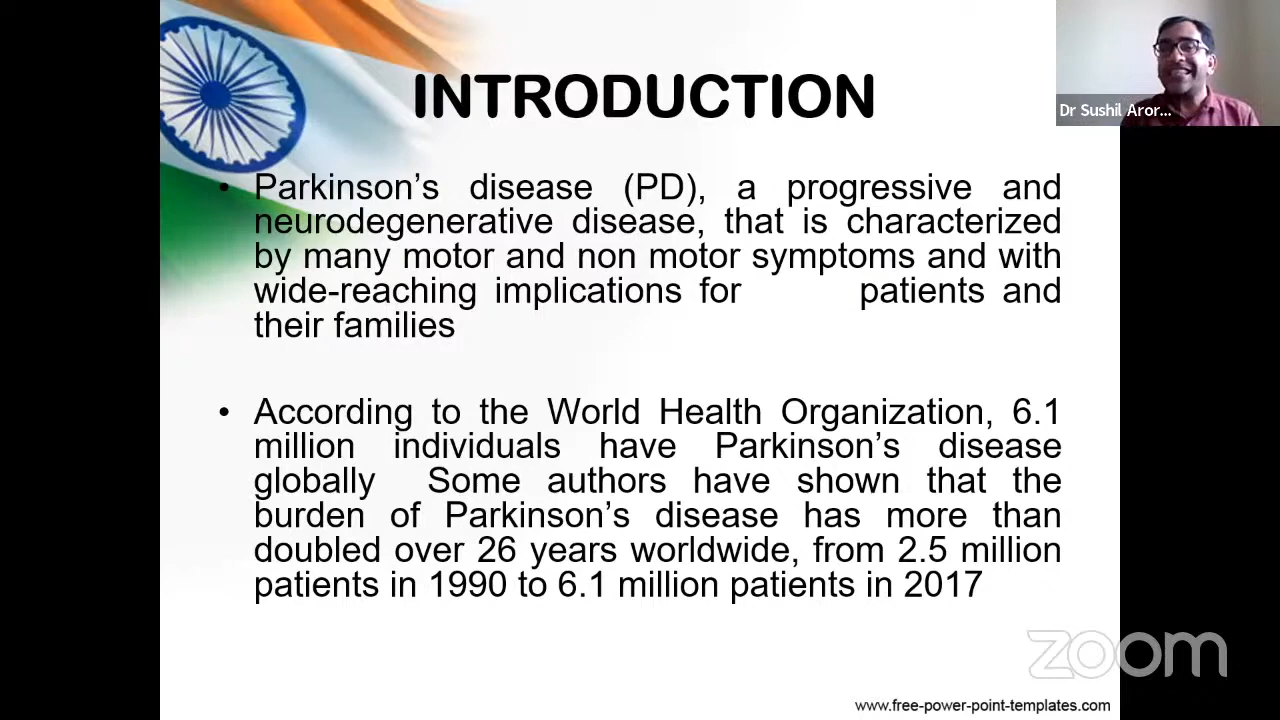 INTRODUCTION
Dr Sushil Aror...
• Parkinson’s disease (PD), a progressive and
neurodegenerative disease, that is characterized
by many motor and non motor symptoms and with
wide-reaching implications for patients and
their families
• According to the World Health Organization, 6.1
million individuals have Parkinson’s disease
globally Some authors have shown that the
burden of Parkinson’s disease has more than
doubled over 26 years worldwide, from 2.5 million
patients in 1990 to 6.1 million patients in 2017
zoom
www.free-power-point-templates.com